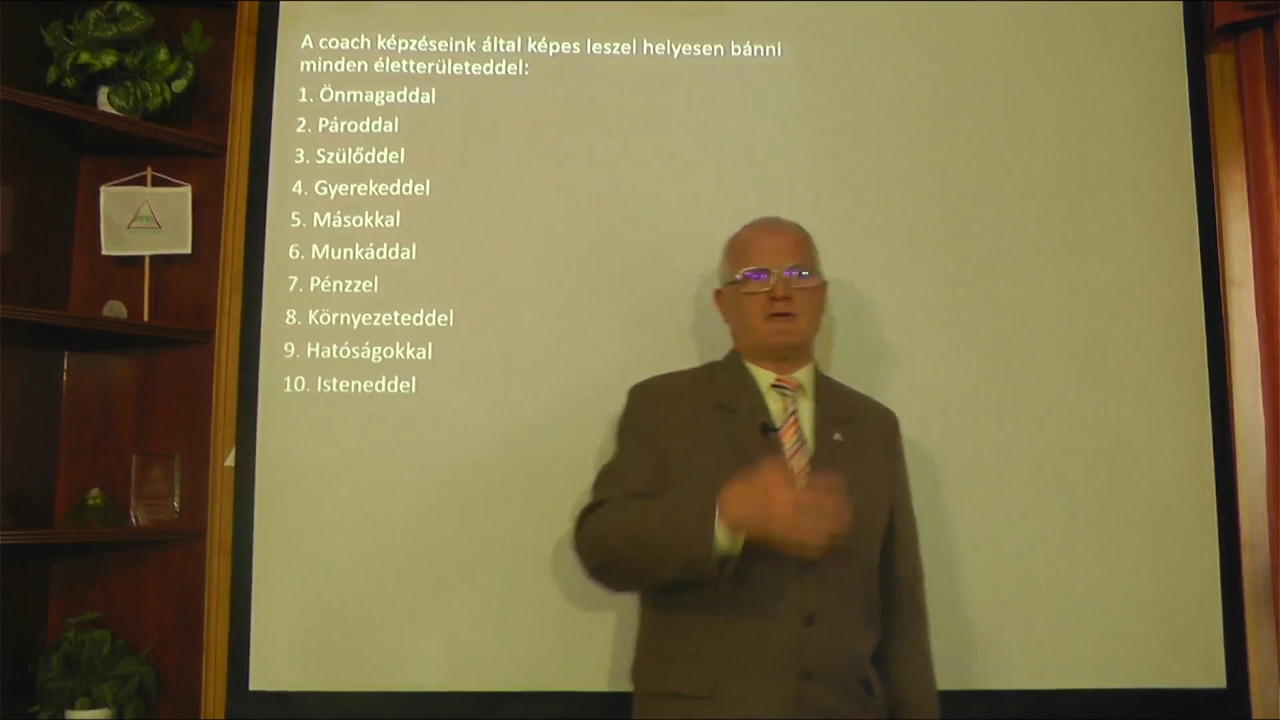 A coach képzéseink által képes leszel helyesen bánni
minden életterületeddel:
1. Önmagaddal
2. Pároddal
3. Szülőddel
4. Gyerekeddel
5. Másokkal
6. Munkáddal
7. Pénzzel
8. Környezeteddel
9. Hatóságokkal
10. Isteneddel